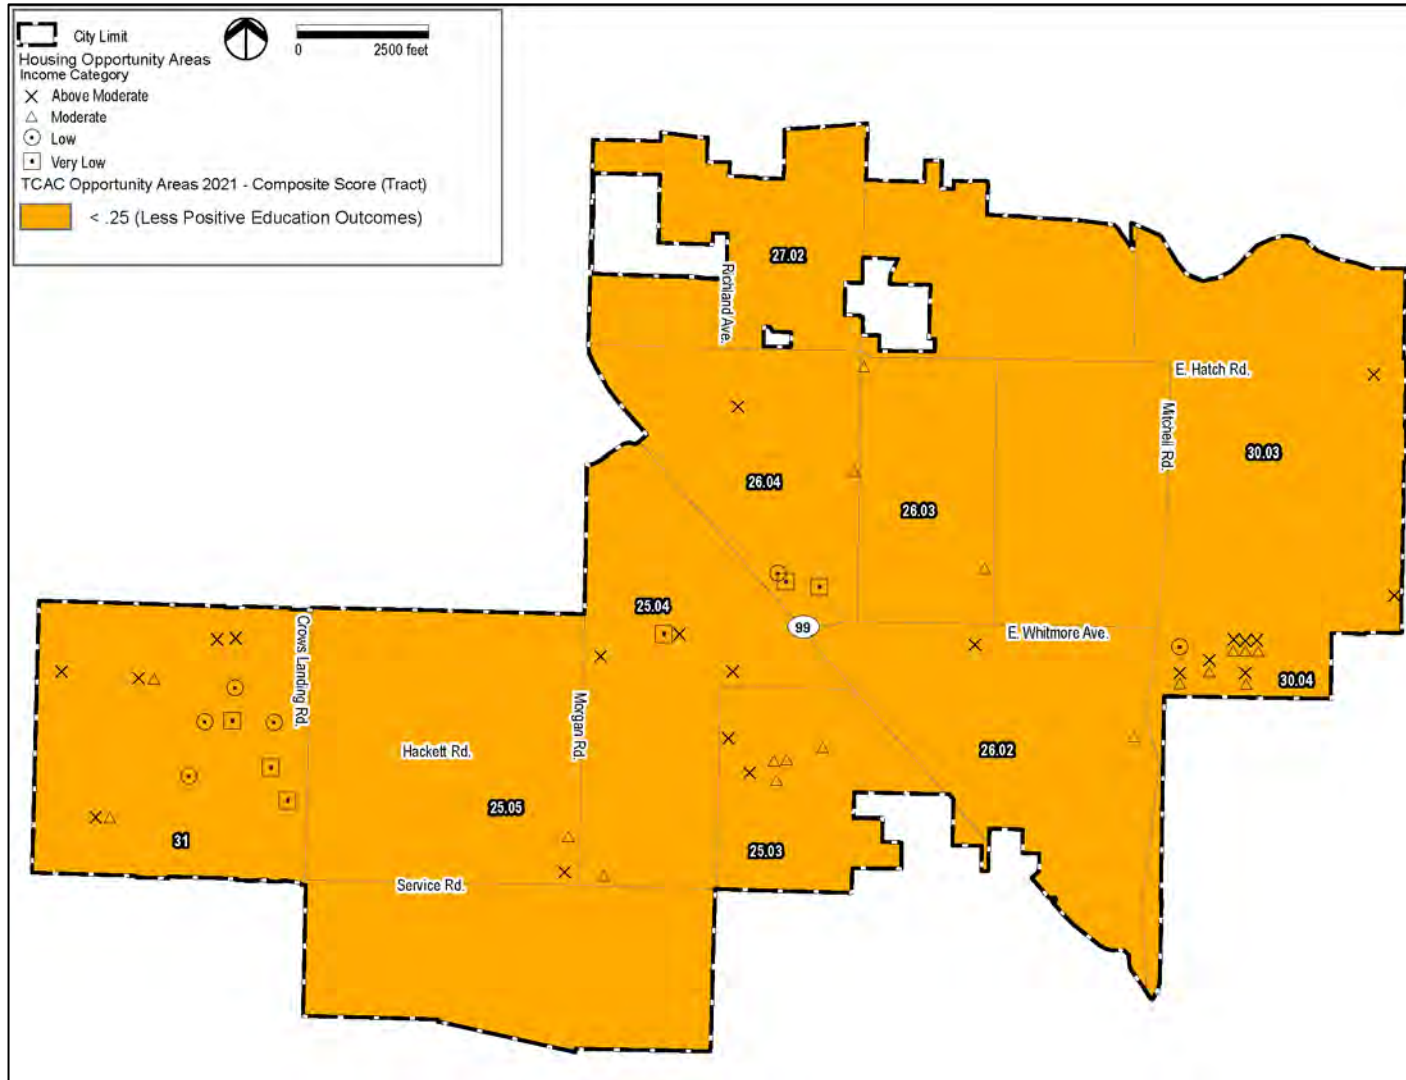 City Limit
0 2500 feet
Housing Opportunity Areas
Income Category
Above Moderate
Moderate
Low
Very Low
TCAC Opportunity Areas 2021 - Composite Score (Tract)
< .25 (Less Positive Education Outcomes)
27.02
Richland Ave.
E. Hatch Rd.
Mitchell Rd.
30.03
26.04
26.03
25.04
99
E. Whitmore Ave.
Crows Landing Rd.
30.04
Morgan Rd.
Hackett Rd.
26.02
25.05
31
25.03
Service Rd.